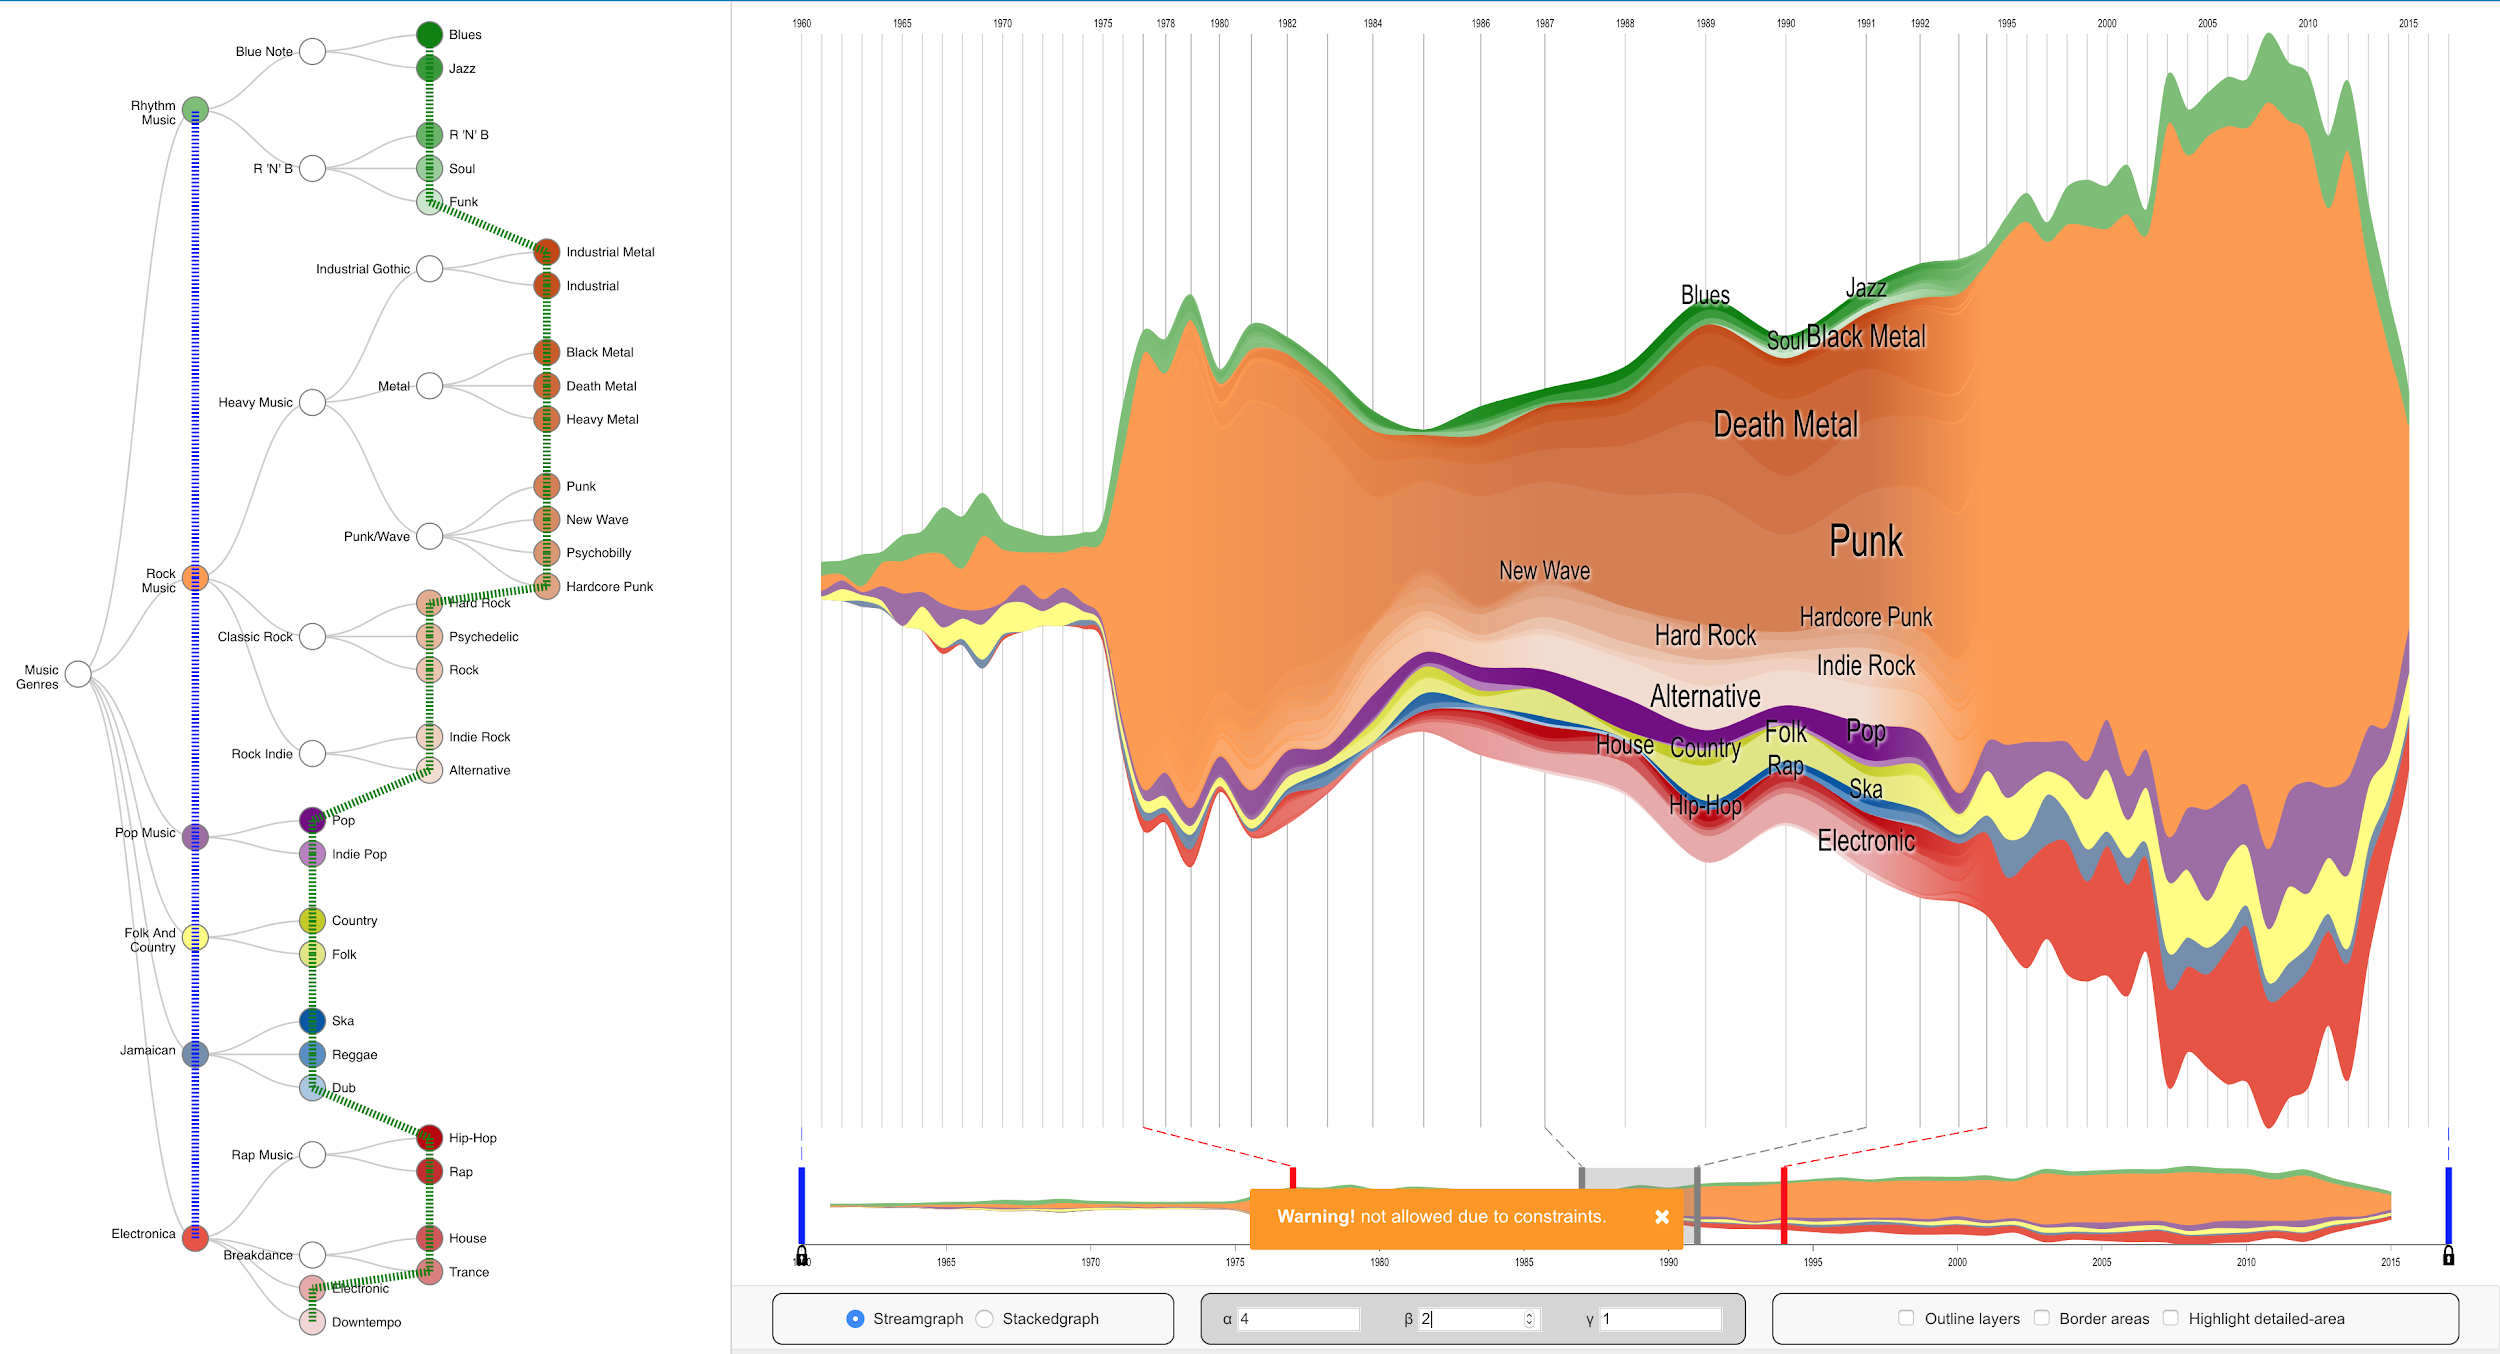 Blues
Blue Note
Jazz
Rhythm
Music
R 'N' B
R 'N' B
Soul
Funk
Industrial Metal
Industrial Gothic
Industrial
Black Metal
Metal
Death Metal
Heavy Music
Heavy Metal
Punk
New Wave
Punk/Wave
Psychobilly
Rock
Music
Hardcore Punk
Hard Rock
Classic Rock
Psychedelic
Rock
Music
Genres
Indie Rock
Rock Indie
Alternative
Pop
Pop Music
Indie Pop
Country
Folk And
Country
Folk
Ska
Jamaican
Reggae
Dub
Hip-Hop
Rap Music
Rap
Electronica
House
Breakdance
Trance
Electronic
Downtempo
1960 1965 1970 1975 1978 1980 1982 1984 1986 1987 1988 1989 1990 1991 1992 1995 2000 2005 2010 2015
Blues
Jazz
Soul
Black Metal
Death Metal
Punk
New Wave
Hardcore Punk
Hard Rock
Indie Rock
Alternative
Folk
Pop
House
Country
Rap
Ska
Hip-Hop
Electronic
Warning! not allowed due to constraints. ×
1965 1970 1975 1980 1985 1990 1995 2000 2005 2010 2015
Streamgraph Stackedgraph
α 4 β 2 γ 1
Outline layers Border areas Highlight detailed-area